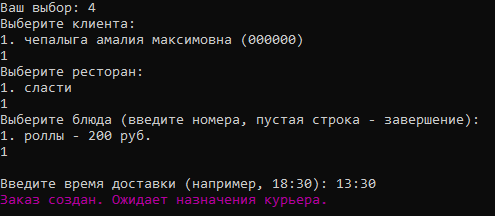 Ваш выбор: 4
Выберите клиента:
1. чепалыга амалия максимовна (000000)
1
Выберите ресторан:
1. сласти
1
Выберите блюда (введите номера, пустая строка - завершение):
1. роллы - 200 руб.
1
Введите время доставки (например, 18:30): 13:30
Заказ создан. Ожидает назначения курьера.